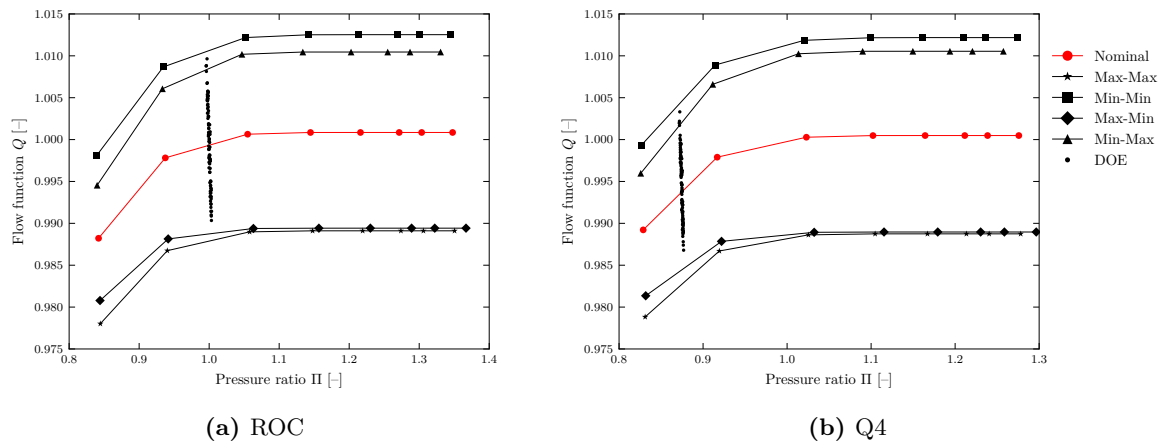 1.015
1.010
1.005
1.000
0.995
0.990
0.985
0.980
0.975
Flow function Q [–]
0.8 0.9 1.0 1.1 1.2 1.3 1.4
Pressure ratio Π [–]
(a) ROC
1.015
1.010
1.005
1.000
0.995
0.990
0.985
0.980
0.975
Flow function Q [–]
0.8 0.9 1.0 1.1 1.2 1.3
Pressure ratio Π [–]
(b) Q4
Nominal
Max-Max
Min-Min
Max-Min
Min-Max
DOE